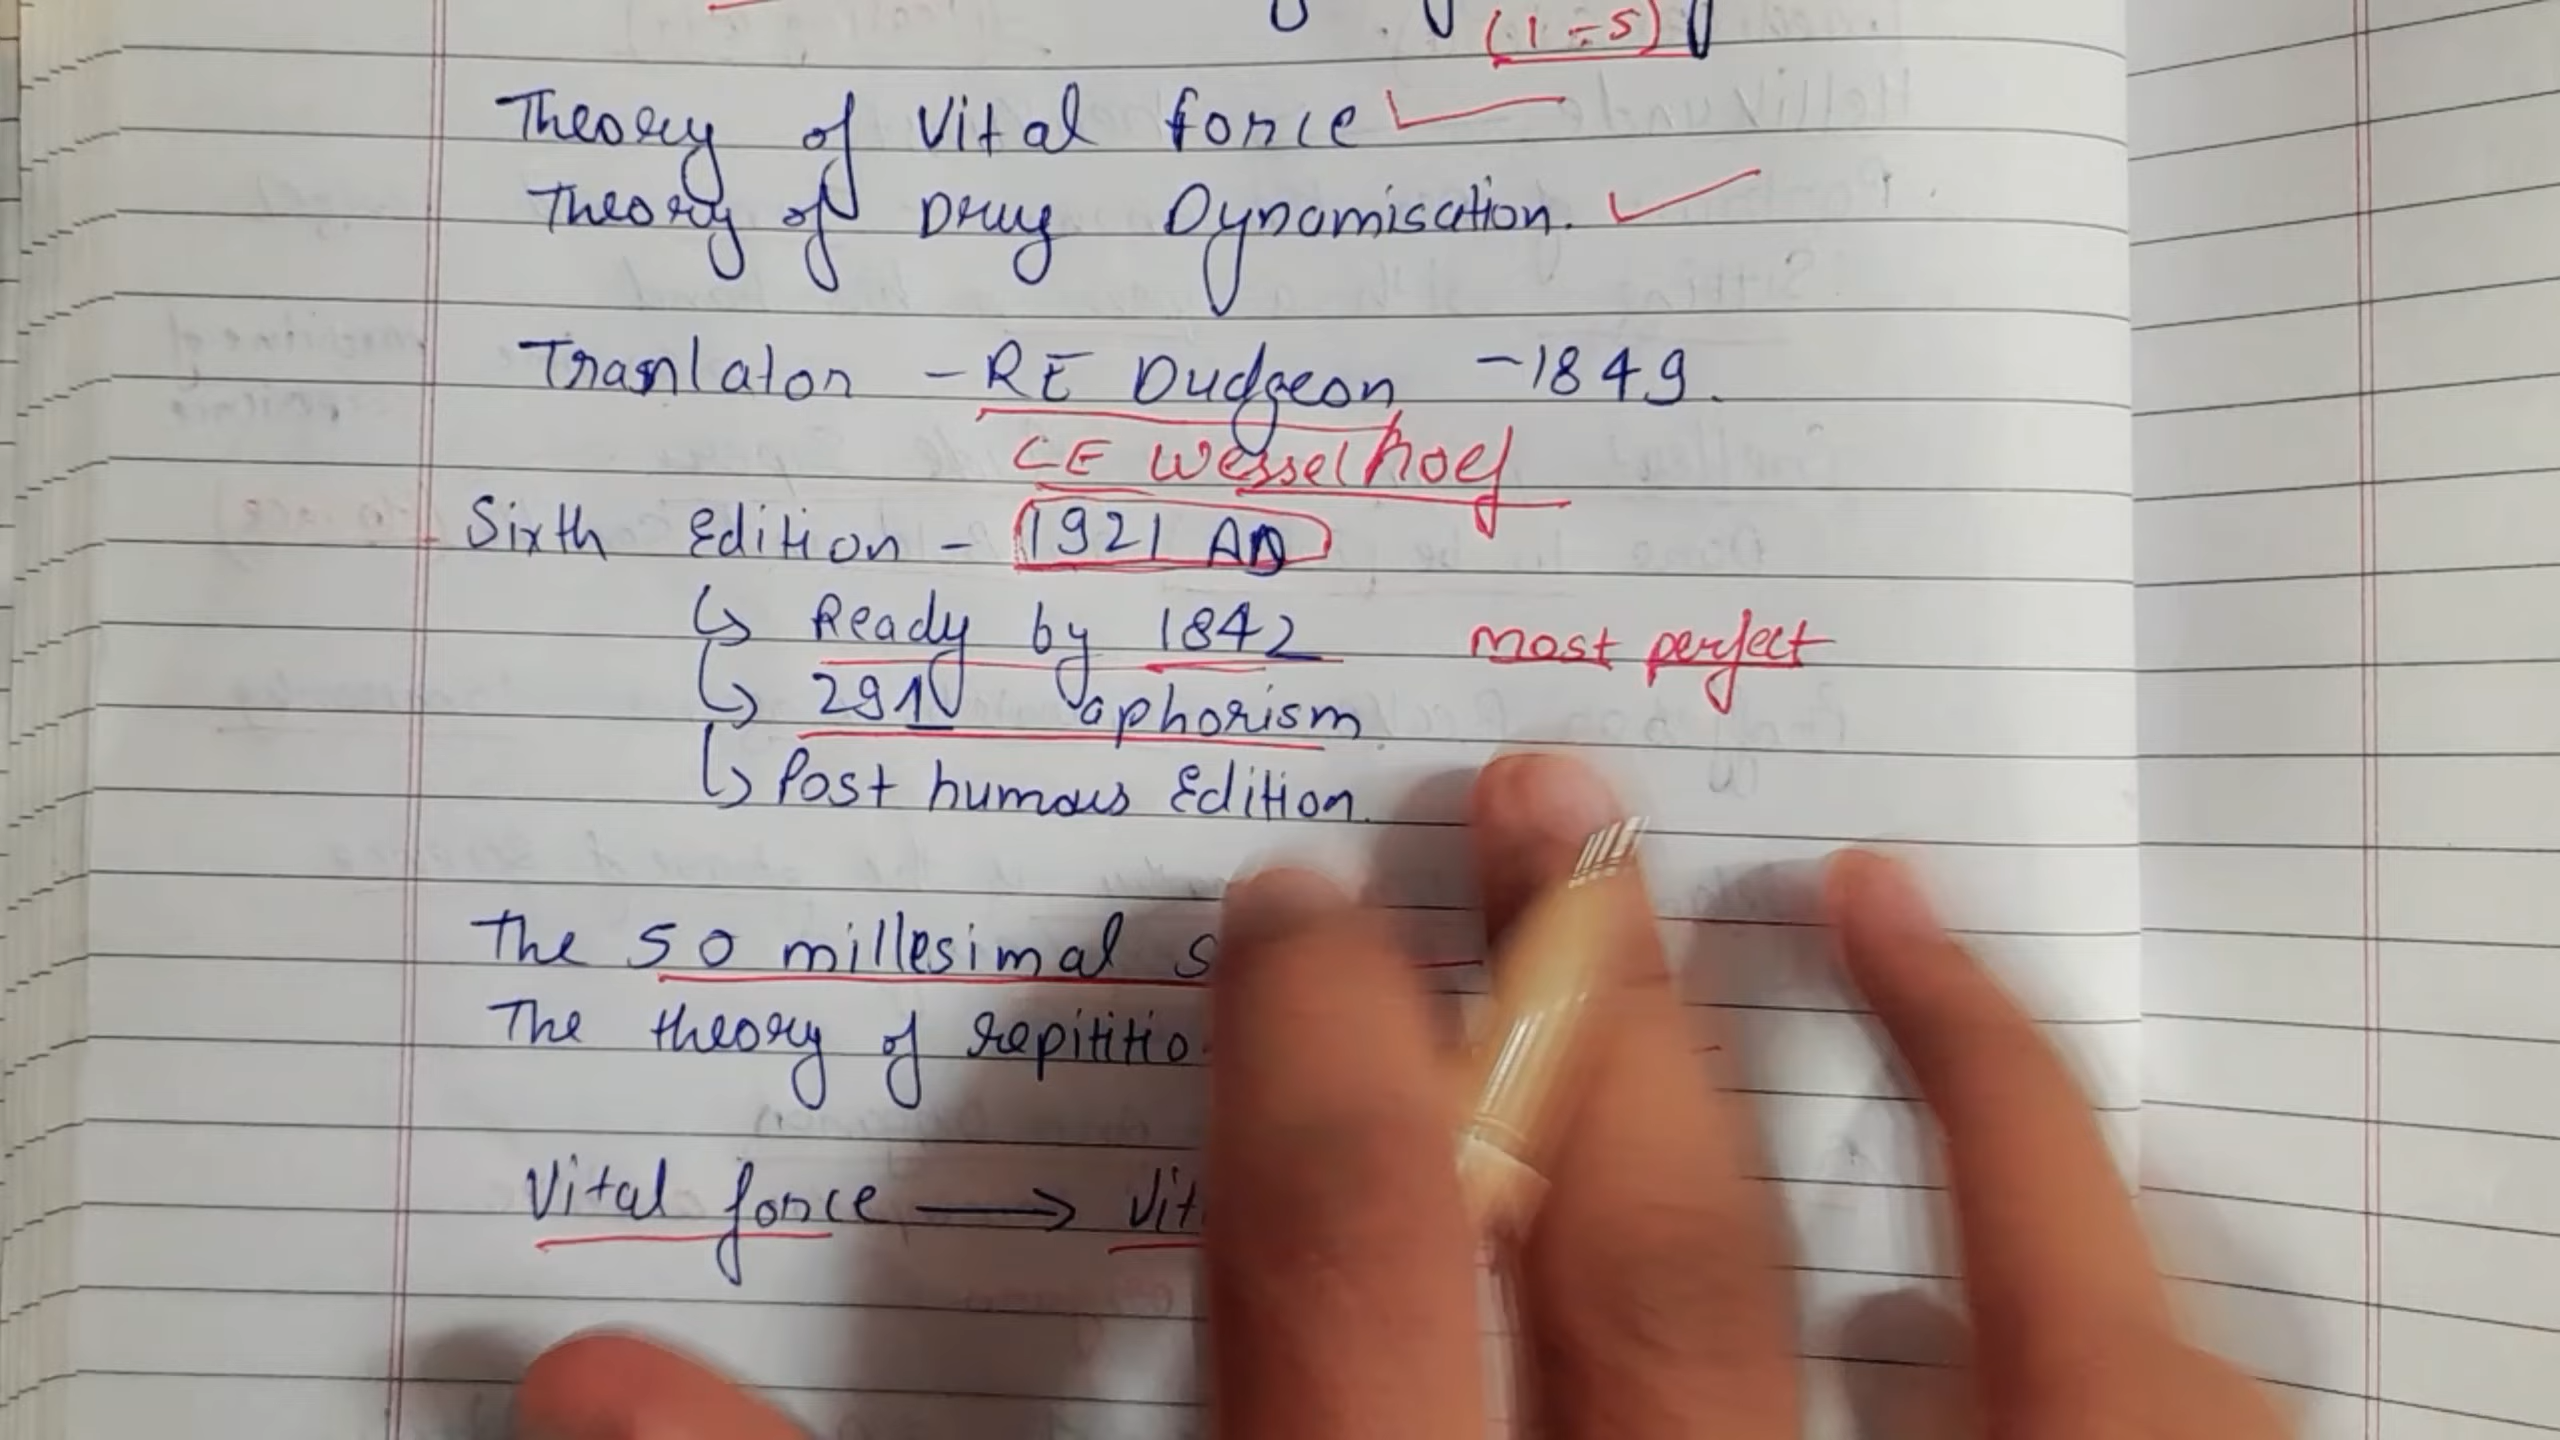 (1-5)
Theory of Vital force
Theory of Drug Dynamisation.
Tranlator - RE Dudgeon - 1849.
CE Wesselhoef
Sixth Edition - 1921 AD
Ready by 1842 most perfect
291 aphorism
Post humous Edition.
The 50 millesimal s
The theory of repititio
Vital force → Vit